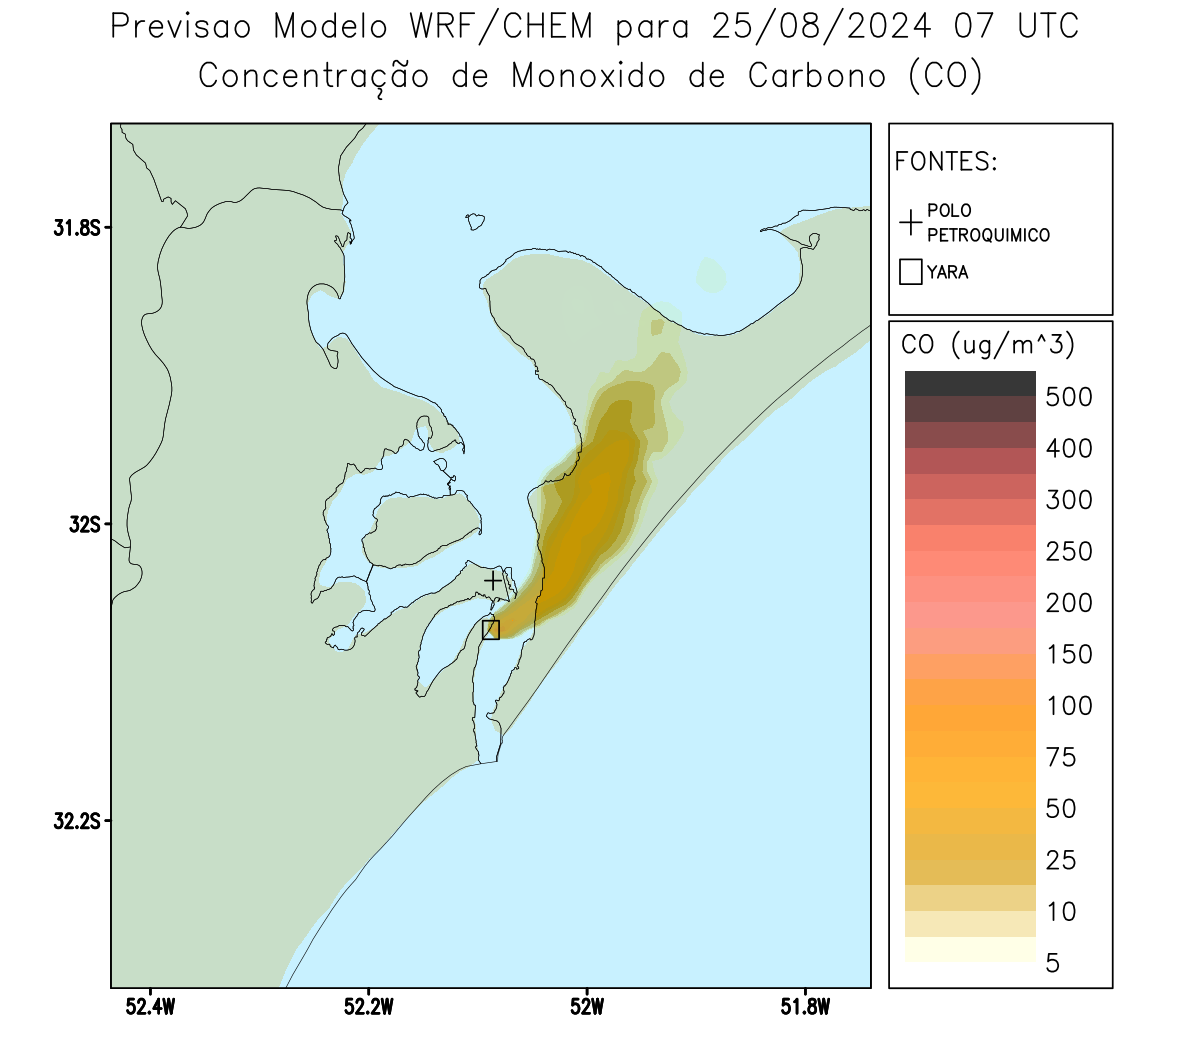 Previsao Modelo WRF/CHEM para 25/08/2024 07 UTC
Concentração de Monoxido de Carbono (CO)
FONTES:
POLO
PETROQUIMICO
YARA
CO (ug/m^3)
500
400
300
250
200
150
100
75
50
25
10
5
31.8S
32S
32.2S
52.4W
52.2W
52W
51.8W